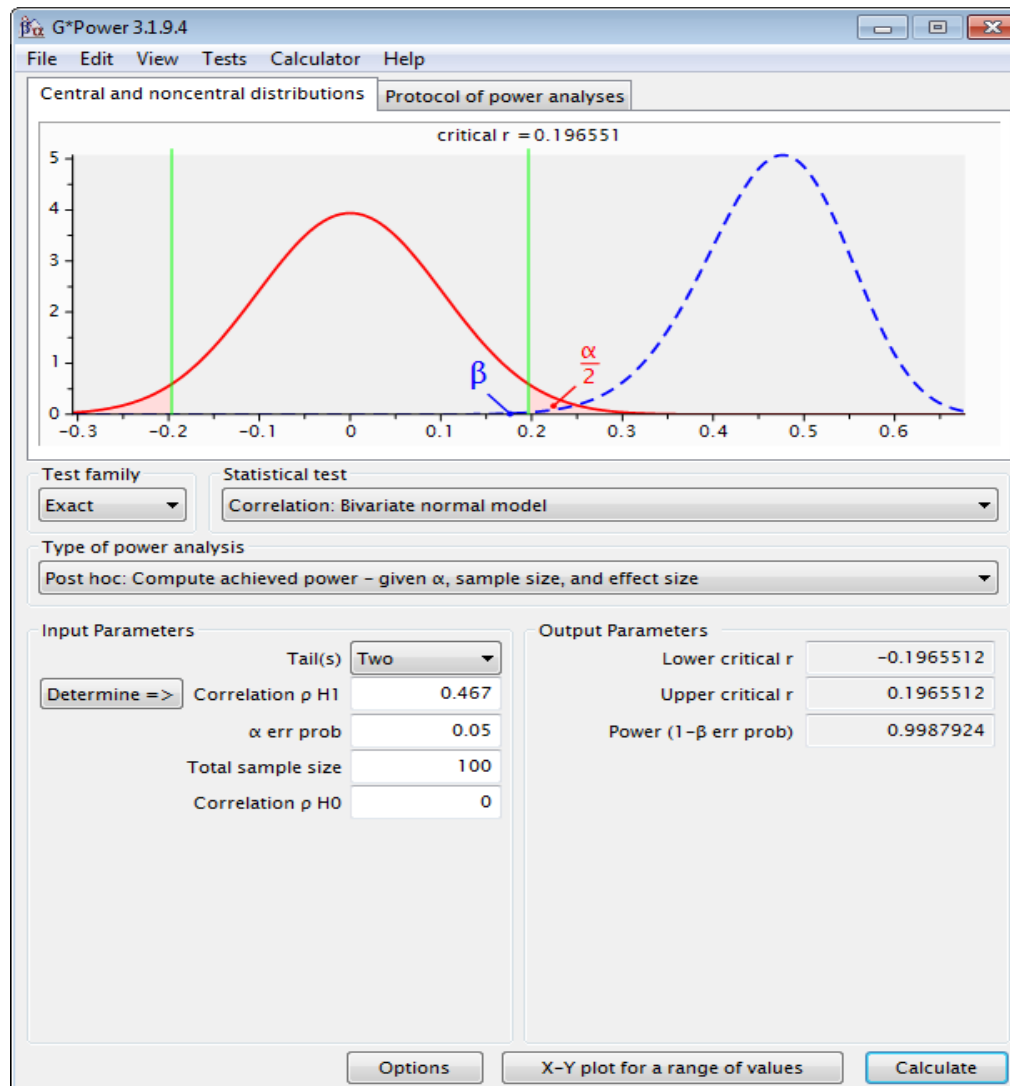 G*Power 3.1.9.4
File Edit View Tests Calculator Help
Central and noncentral distributions Protocol of power analyses
critical r = 0.196551
5
4
3
2
1
0
β
α
2
-0.3 -0.2 -0.1 0 0.1 0.2 0.3 0.4 0.5 0.6
Test family Statistical test
Exact Correlation: Bivariate normal model
Type of power analysis
Post hoc: Compute achieved power – given α, sample size, and effect size
Input Parameters
Tail(s) Two
Determine => Correlation ρ H1 0.467
α err prob 0.05
Total sample size 100
Correlation ρ H0 0
Output Parameters
Lower critical r -0.1965512
Upper critical r 0.1965512
Power (1-β err prob) 0.9987924
Options X-Y plot for a range of values Calculate